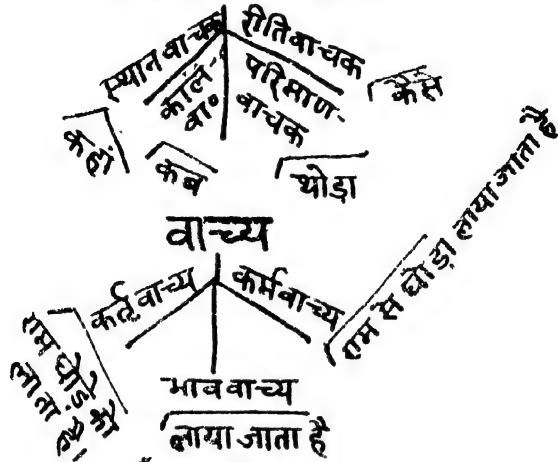 स्थानवाचक
रीतिवाचक
काल-
वा०
परिमाण-
वाचक
कैसे
कहाँ
कब
थोड़ा
वाच्य
कर्तृवाच्य
कर्मवाच्य
राम घोड़े को
लाता है।
राम से घोड़ा लाया जाता है
भाववाच्य
लाया जाता है